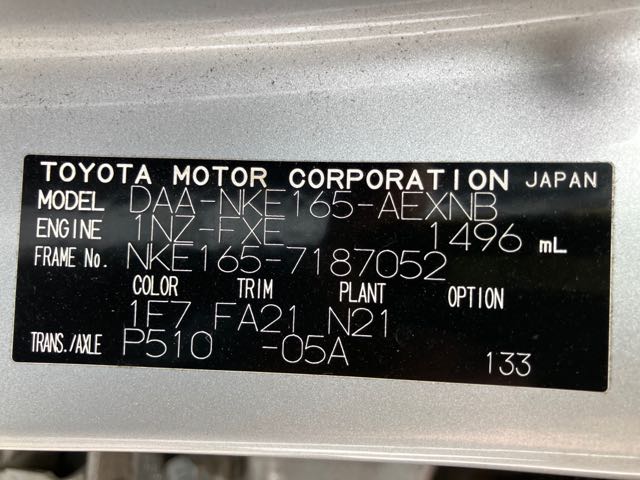 TOYOTA MOTOR CORPORATION JAPAN
MODEL DAA-NKE165-AEXNB
ENGINE 1NZ-FXE 1496 mL
FRAME No. NKE165-7187052
COLOR TRIM PLANT OPTION
1F7 FA21 N21
TRANS./AXLE P510 -05A 133